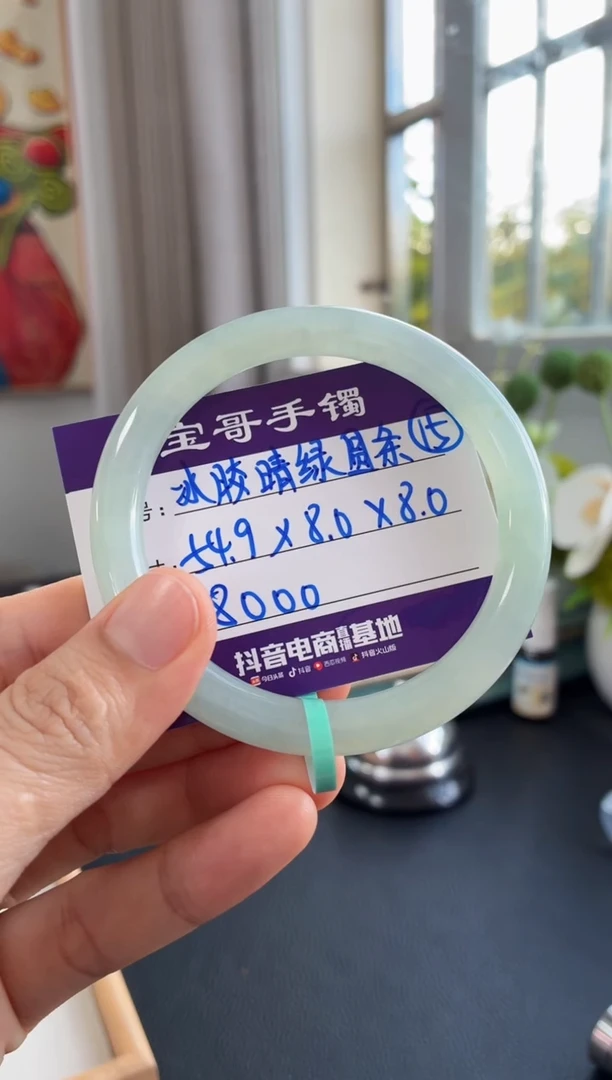 宝哥手镯
号: 冰胶晴绿圆条⑮
54.9×8.0×8.0
8000
抖音电商直播基地
今日头条 抖音 西瓜视频 抖音火山版